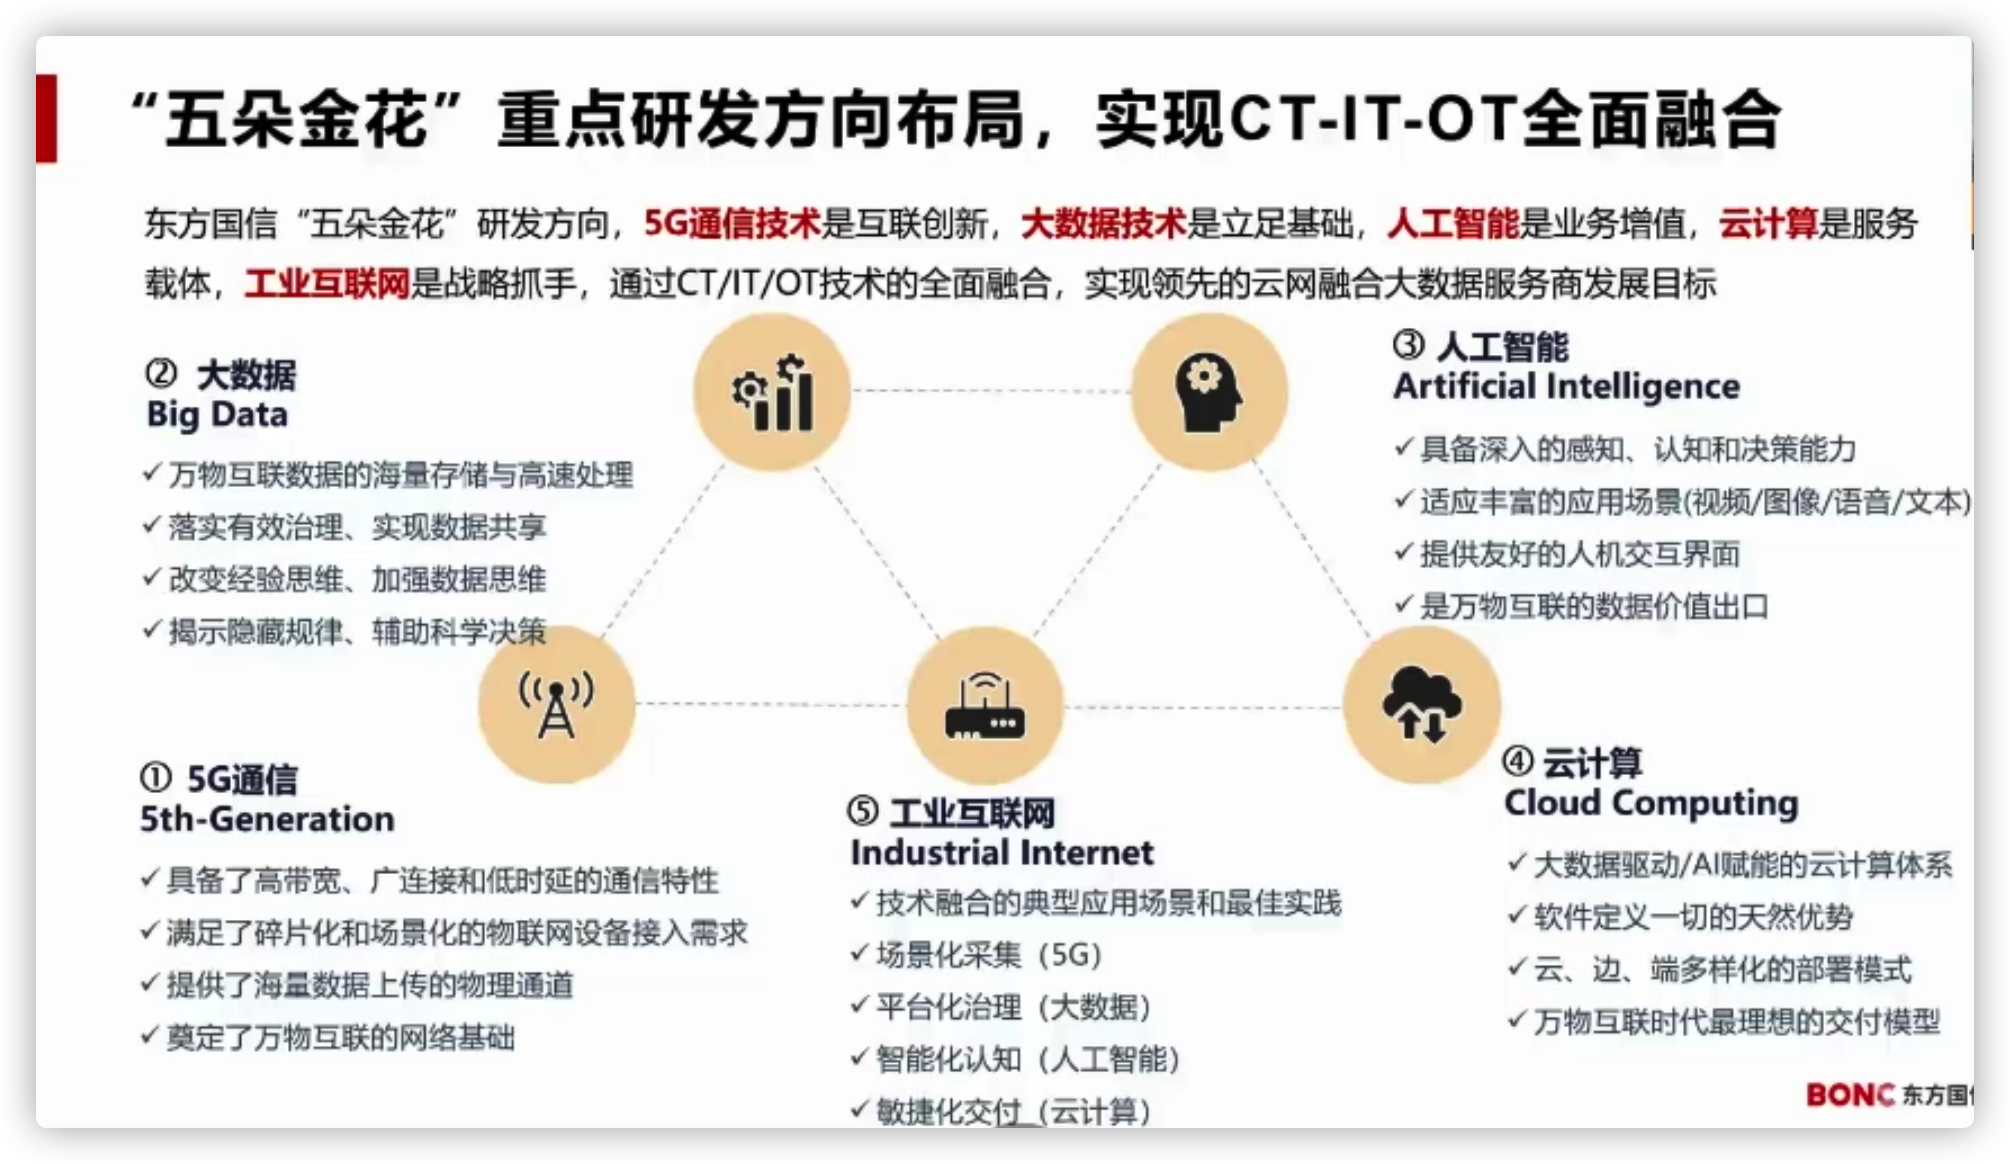 “五朵金花”重点研发方向布局，实现CT-IT-OT全面融合
东方国信“五朵金花”研发方向，5G通信技术是互联创新，大数据技术是立足基础，人工智能是业务增值，云计算是服务
载体，工业互联网是战略抓手，通过CT/IT/OT技术的全面融合，实现领先的云网融合大数据服务商发展目标
② 大数据
Big Data
✓万物互联数据的海量存储与高速处理
✓落实有效治理、实现数据共享
✓改变经验思维、加强数据思维
✓揭示隐藏规律、辅助科学决策
③ 人工智能
Artificial Intelligence
✓具备深入的感知、认知和决策能力
✓适应丰富的应用场景(视频/图像/语音/文本)
✓提供友好的人机交互界面
✓是万物互联的数据价值出口
① 5G通信
5th-Generation
✓具备了高带宽、广连接和低时延的通信特性
✓满足了碎片化和场景化的物联网设备接入需求
✓提供了海量数据上传的物理通道
✓奠定了万物互联的网络基础
⑤ 工业互联网
Industrial Internet
✓技术融合的典型应用场景和最佳实践
✓场景化采集（5G）
✓平台化治理（大数据）
✓智能化认知（人工智能）
✓敏捷化交付（云计算）
④ 云计算
Cloud Computing
✓大数据驱动/AI赋能的云计算体系
✓软件定义一切的天然优势
✓云、边、端多样化的部署模式
✓万物互联时代最理想的交付模型
BONC 东方国